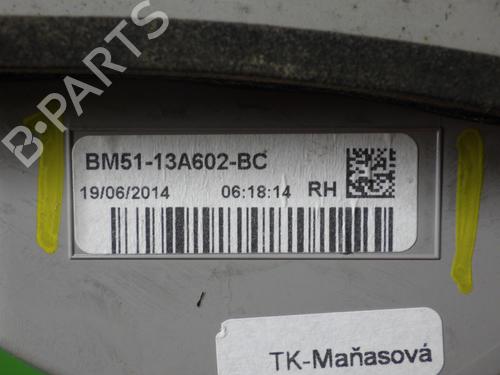 B-PARTS
BM51-13A602-BC
19/06/2014 06:18:14 RH
TK-Maňasová